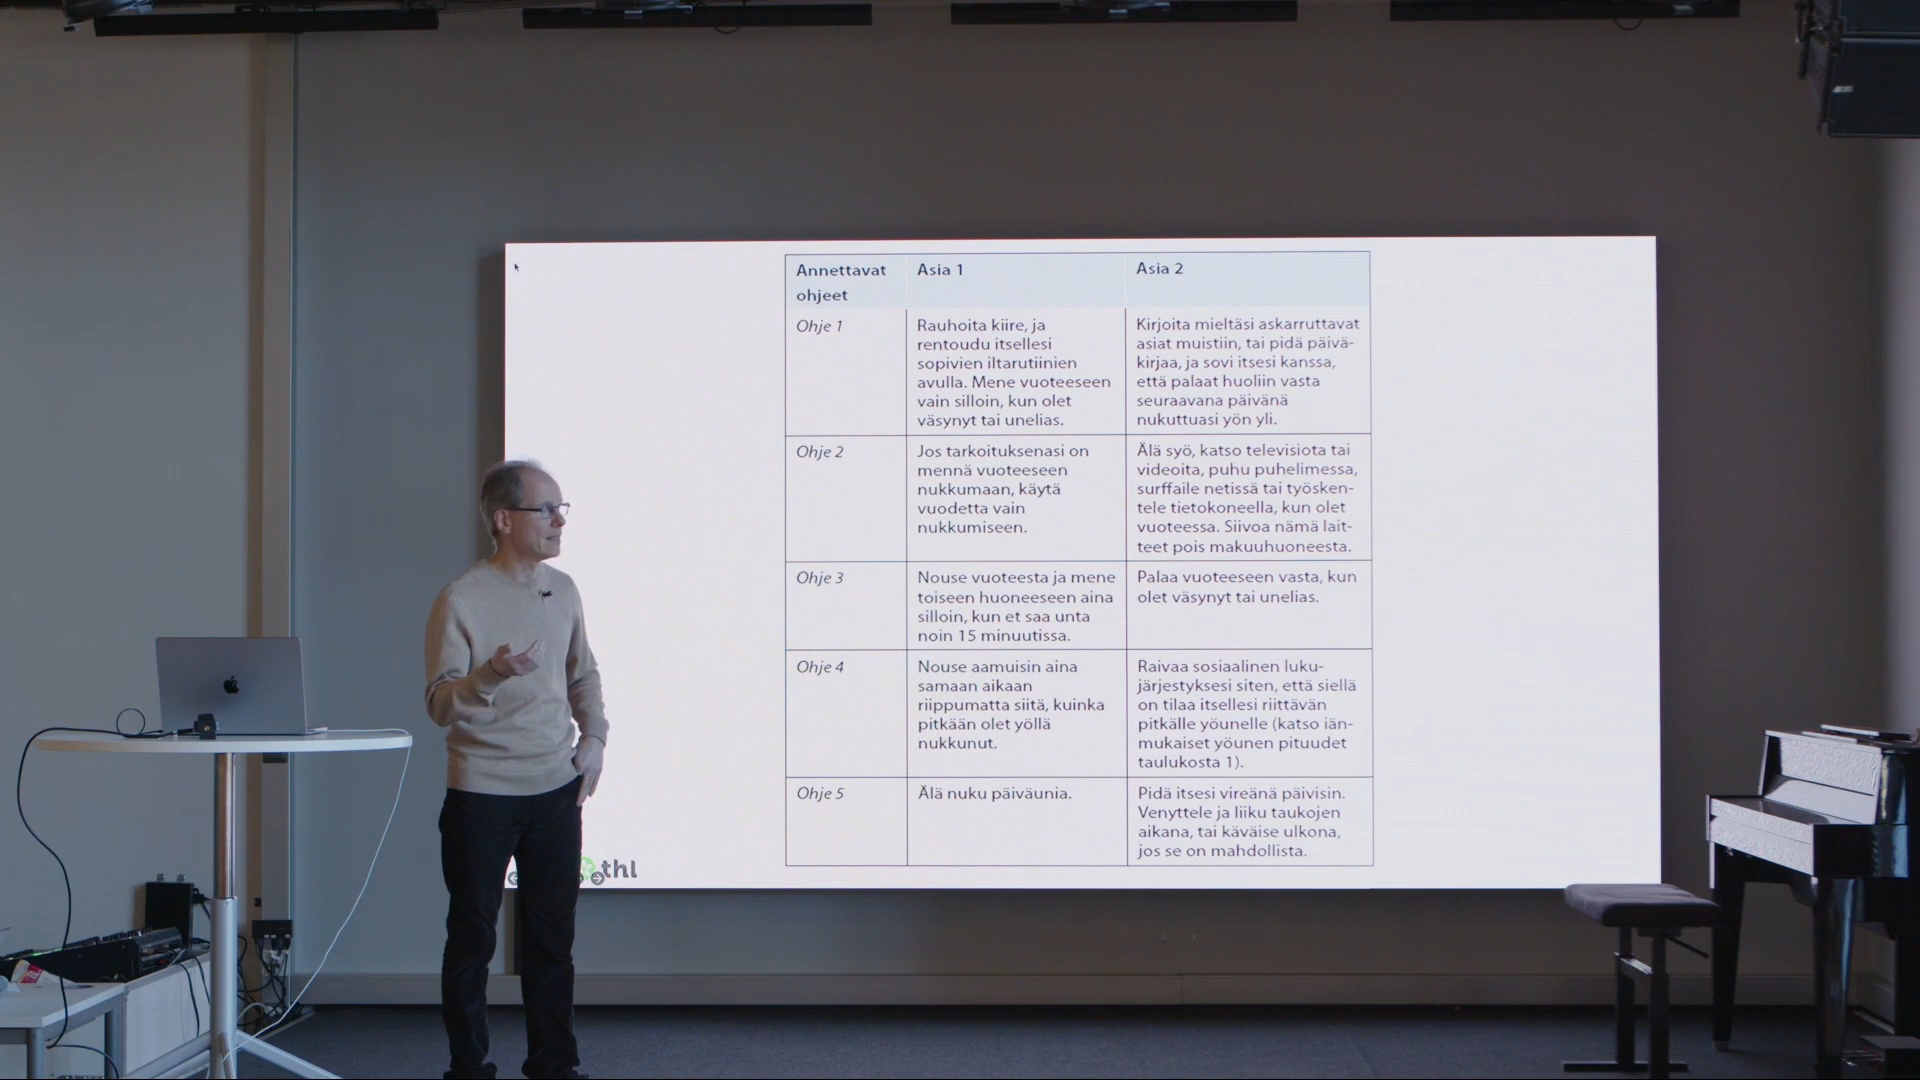 Annettavat
ohjeet
Asia 1
Asia 2
Ohje 1
Rauhoita kiire, ja
rentoudu itsellesi
sopivien iltarutiinien
avulla. Mene vuoteeseen
vain silloin, kun olet
väsynyt tai unelias.
Kirjoita mieltäsi askarruttavat
asiat muistiin, tai pidä päivä-
kirjaa, ja sovi itsesi kanssa,
että palaat huoliin vasta
seuraavana päivänä
nukuttuasi yön yli.
Ohje 2
Jos tarkoituksenasi on
mennä vuoteeseen
nukkumaan, käytä
vuodetta vain
nukkumiseen.
Älä syö, katso televisiota tai
videoita, puhu puhelimessa,
surffaile netissä tai työsken-
tele tietokoneella, kun olet
vuoteessa. Siivoa nämä lait-
teet pois makuuhuoneesta.
Ohje 3
Nouse vuoteesta ja mene
toiseen huoneeseen aina
silloin, kun et saa unta
noin 15 minuutissa.
Palaa vuoteeseen vasta, kun
olet väsynyt tai unelias.
Ohje 4
Nouse aamuisin aina
samaan aikaan
riippumatta siitä, kuinka
pitkään olet yöllä
nukkunut.
Raivaa sosiaalinen luku-
järjestyksesi siten, että siellä
on tilaa itsellesi riittävän
pitkälle yöunelle (katso iän-
mukaiset yöunen pituudet
taulukosta 1).
Ohje 5
Älä nuku päiväunia.
Pidä itsesi vireänä päivisin.
Venyttele ja liiku taukojen
aikana, tai käväise ulkona,
jos se on mahdollista.
thl